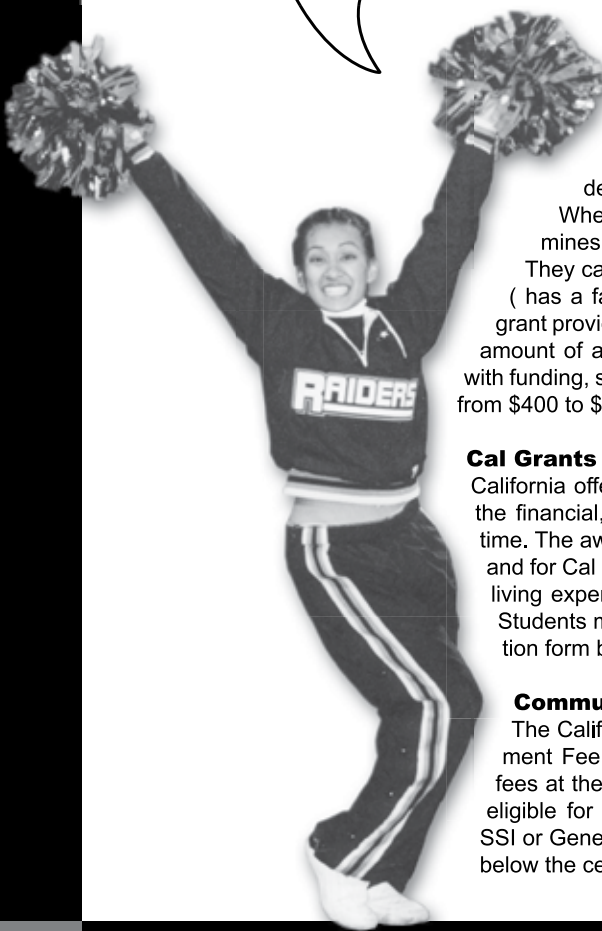 RAIDERS
de
Whe
mines
They ca
( has a fa
grant provi
amount of a
with funding, s
from $400 to $
Cal Grants
California offe
the financial,
time. The aw
and for Cal
living exper
Students m
tion form b
Commu
The Calif
ment Fee
fees at the
eligible for
SSI or Gene
below the ce